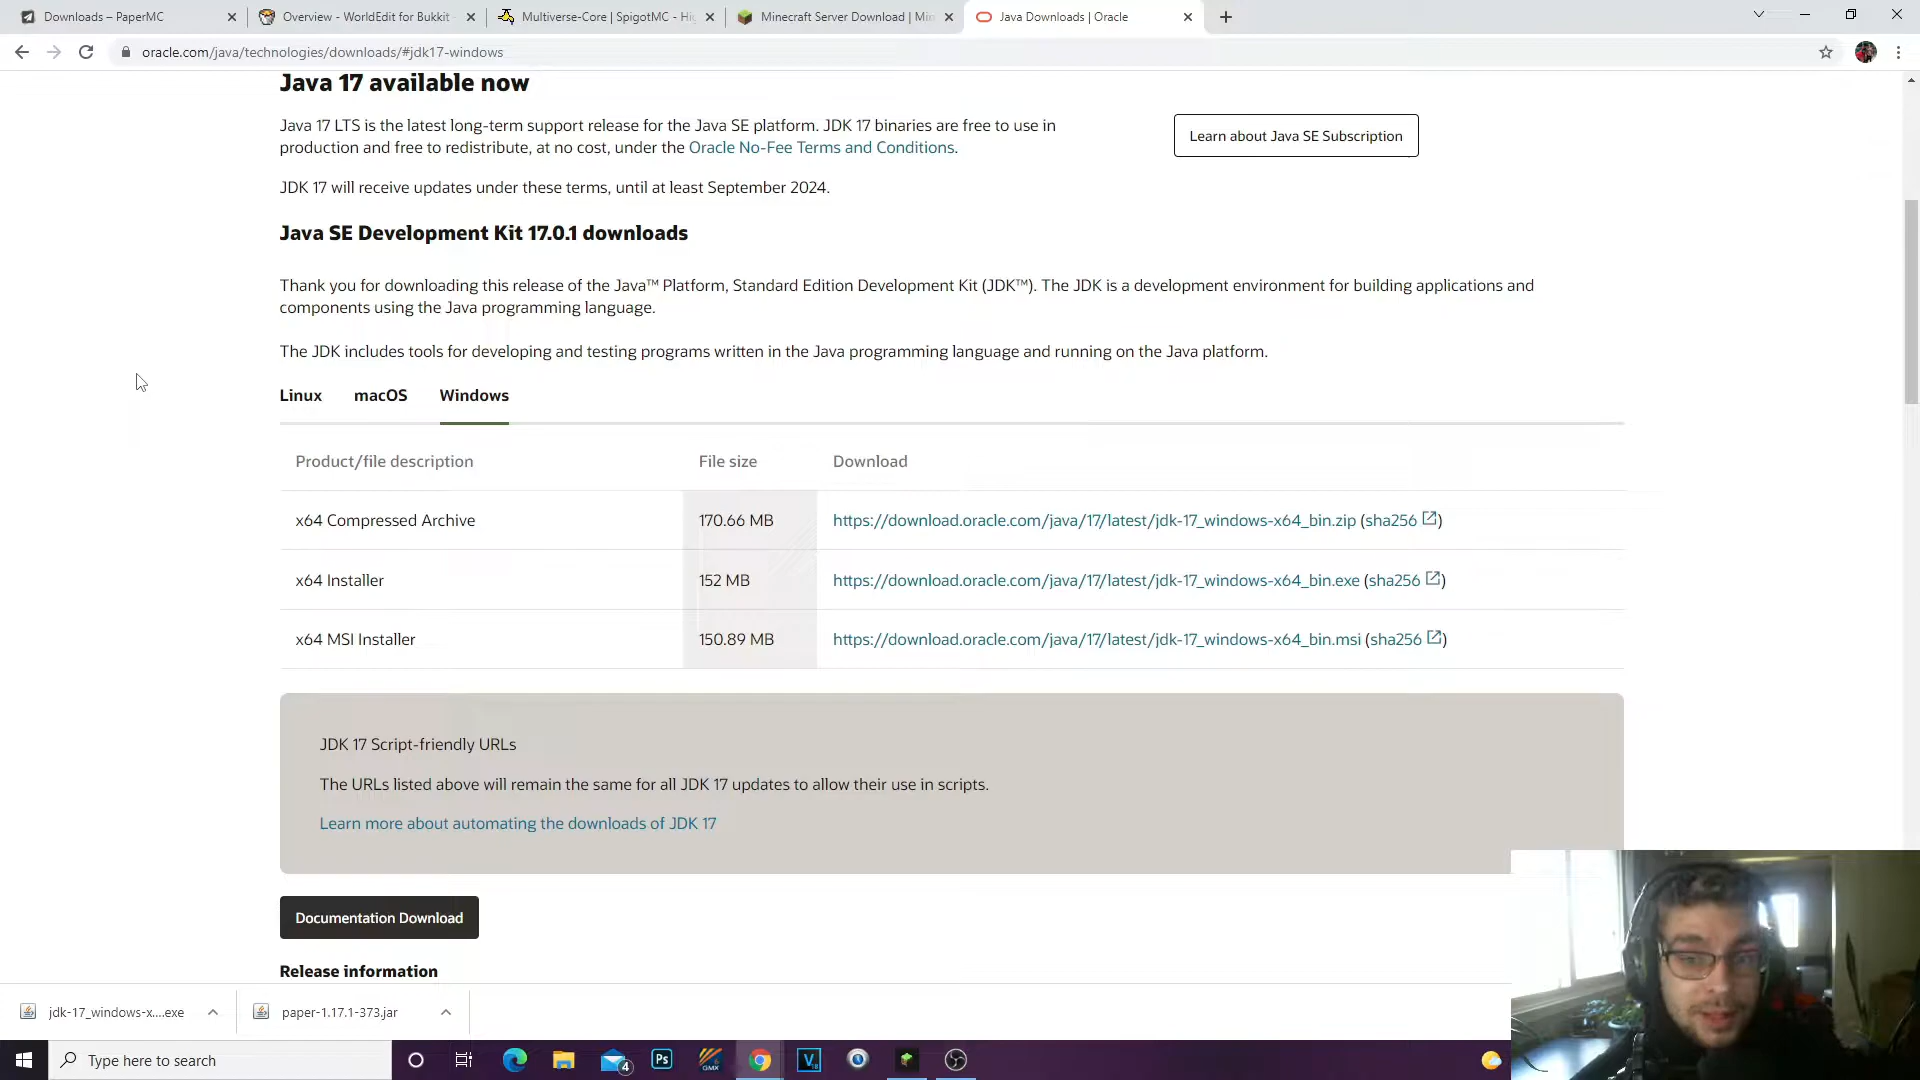 Downloads – PaperMC
Overview - WorldEdit for Bukkit
Multiverse-Core | SpigotMC - Hig
Minecraft Server Download | Min
Java Downloads | Oracle
oracle.com/java/technologies/downloads/#jdk17-windows
Java 17 available now
Java 17 LTS is the latest long-term support release for the Java SE platform. JDK 17 binaries are free to use in
production and free to redistribute, at no cost, under the Oracle No-Fee Terms and Conditions.
Learn about Java SE Subscription
JDK 17 will receive updates under these terms, until at least September 2024.
Java SE Development Kit 17.0.1 downloads
Thank you for downloading this release of the Java™ Platform, Standard Edition Development Kit (JDK™). The JDK is a development environment for building applications and
components using the Java programming language.
The JDK includes tools for developing and testing programs written in the Java programming language and running on the Java platform.
Linux macOS Windows
Product/file description File size Download
x64 Compressed Archive 170.66 MB https://download.oracle.com/java/17/latest/jdk-17_windows-x64_bin.zip (sha256)
x64 Installer 152 MB https://download.oracle.com/java/17/latest/jdk-17_windows-x64_bin.exe (sha256)
x64 MSI Installer 150.89 MB https://download.oracle.com/java/17/latest/jdk-17_windows-x64_bin.msi (sha256)
JDK 17 Script-friendly URLs
The URLs listed above will remain the same for all JDK 17 updates to allow their use in scripts.
Learn more about automating the downloads of JDK 17
Documentation Download
Release information
jdk-17_windows-x....exe
paper-1.17.1-373.jar
Type here to search
4
Ps
GMX
V